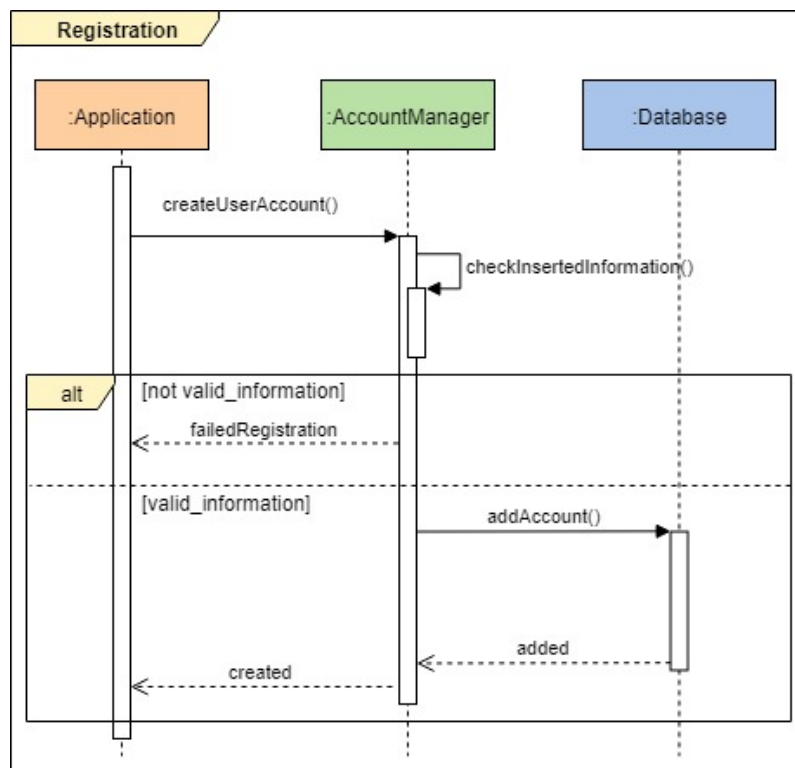 Registration
:Application
:AccountManager
:Database
createUserAccount()
checkInsertedInformation()
alt
[not valid_information]
failedRegistration
[valid_information]
addAccount()
added
created